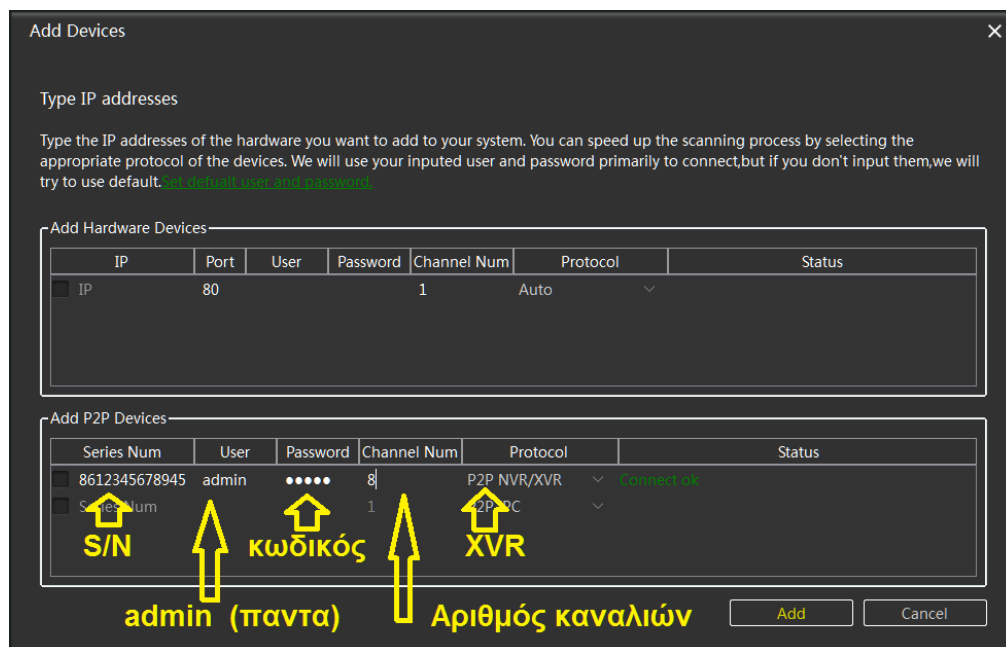 Add Devices
Type IP addresses
Type the IP addresses of the hardware you want to add to your system. You can speed up the scanning process by selecting the
appropriate protocol of the devices. We will use your inputed user and password primarily to connect,but if you don't input them,we will
try to use default.Set defualt user and password.
Add Hardware Devices
IP Port User Password Channel Num Protocol Status
IP 80 1 Auto
Add P2P Devices
Series Num User Password Channel Num Protocol Status
8612345678945 admin ••••• 8 P2P NVR/XVR Connect ok
Num 1
S/N κωδικός XVR
admin (παντα) Αριθμός καναλιών
Add Cancel